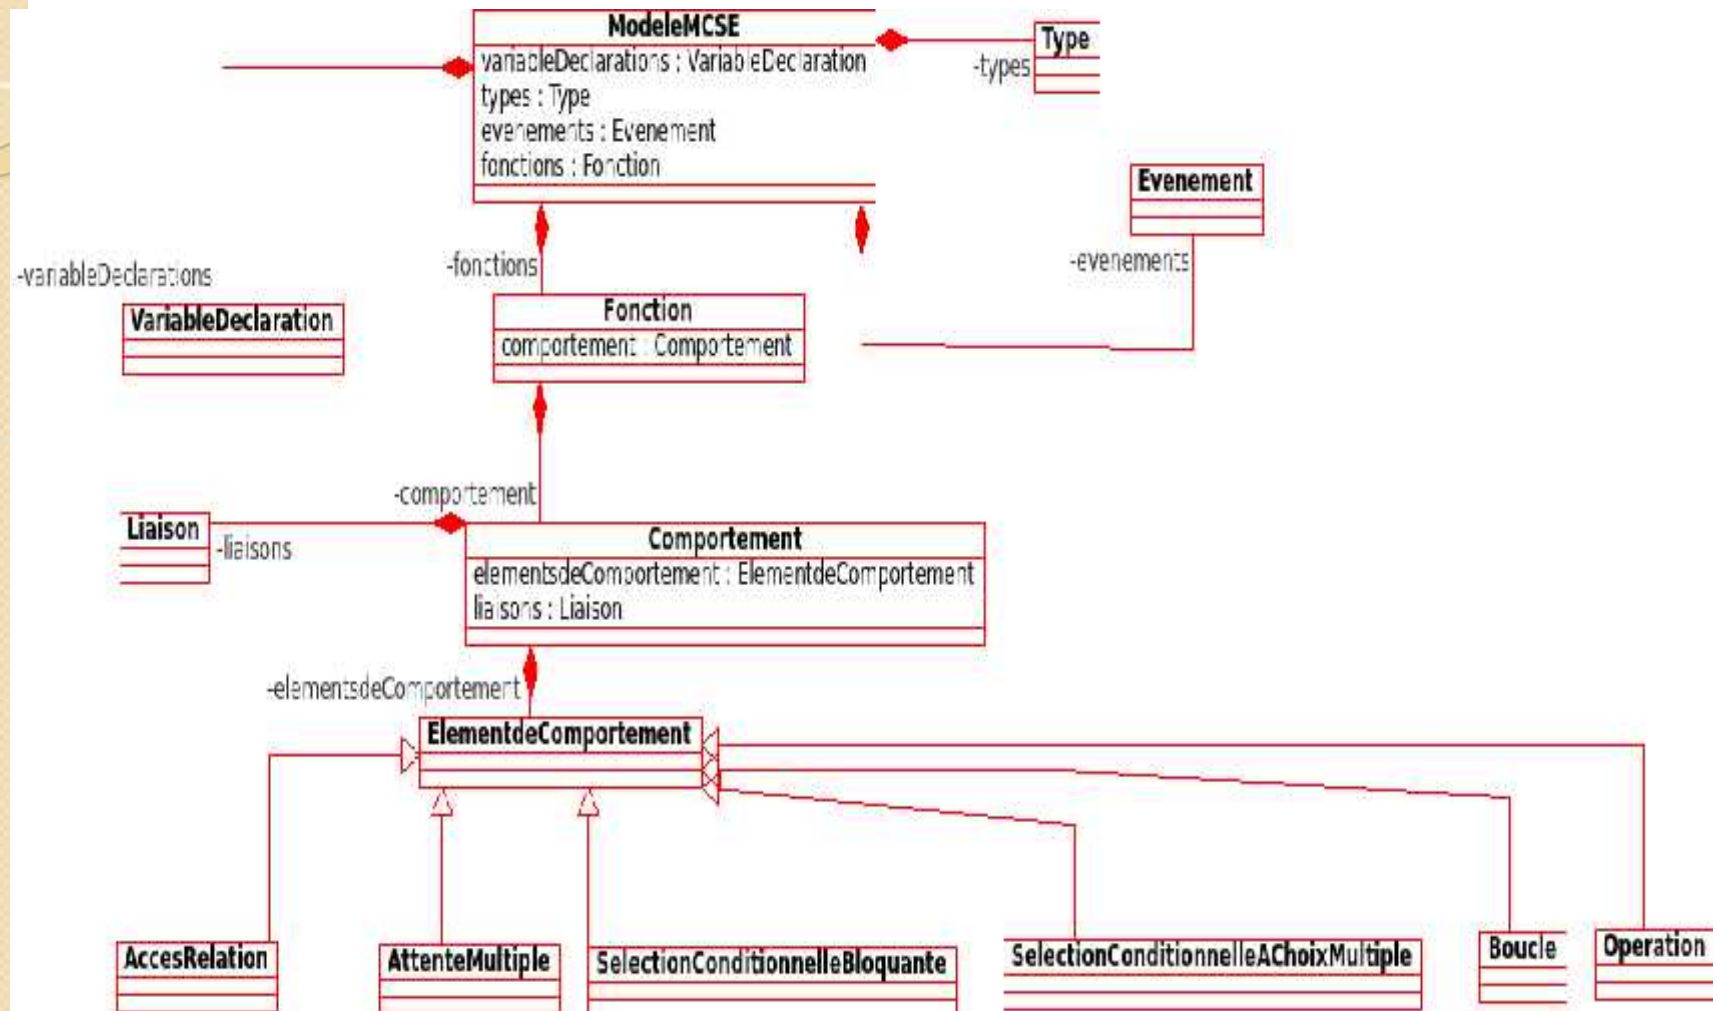 ModeleMCSE
variableDeclarations : VariableDeclaration
types : Type
evenements : Evenement
fonctions : Fonction
Type
-types
Evenement
-evenements
-fonctions
-variableDeclarations
VariableDeclaration
Fonction
comportement : Comportement
-comportement
Liaison
-liaisons
Comportement
elementsdeComportement : ElementdeComportement
liaisons : Liaison
-elementsdeComportement
ElementdeComportement
AccesRelation
AttenteMultiple
SelectionConditionnelleBloquante
SelectionConditionnelleAChoixMultiple
Boucle
Operation